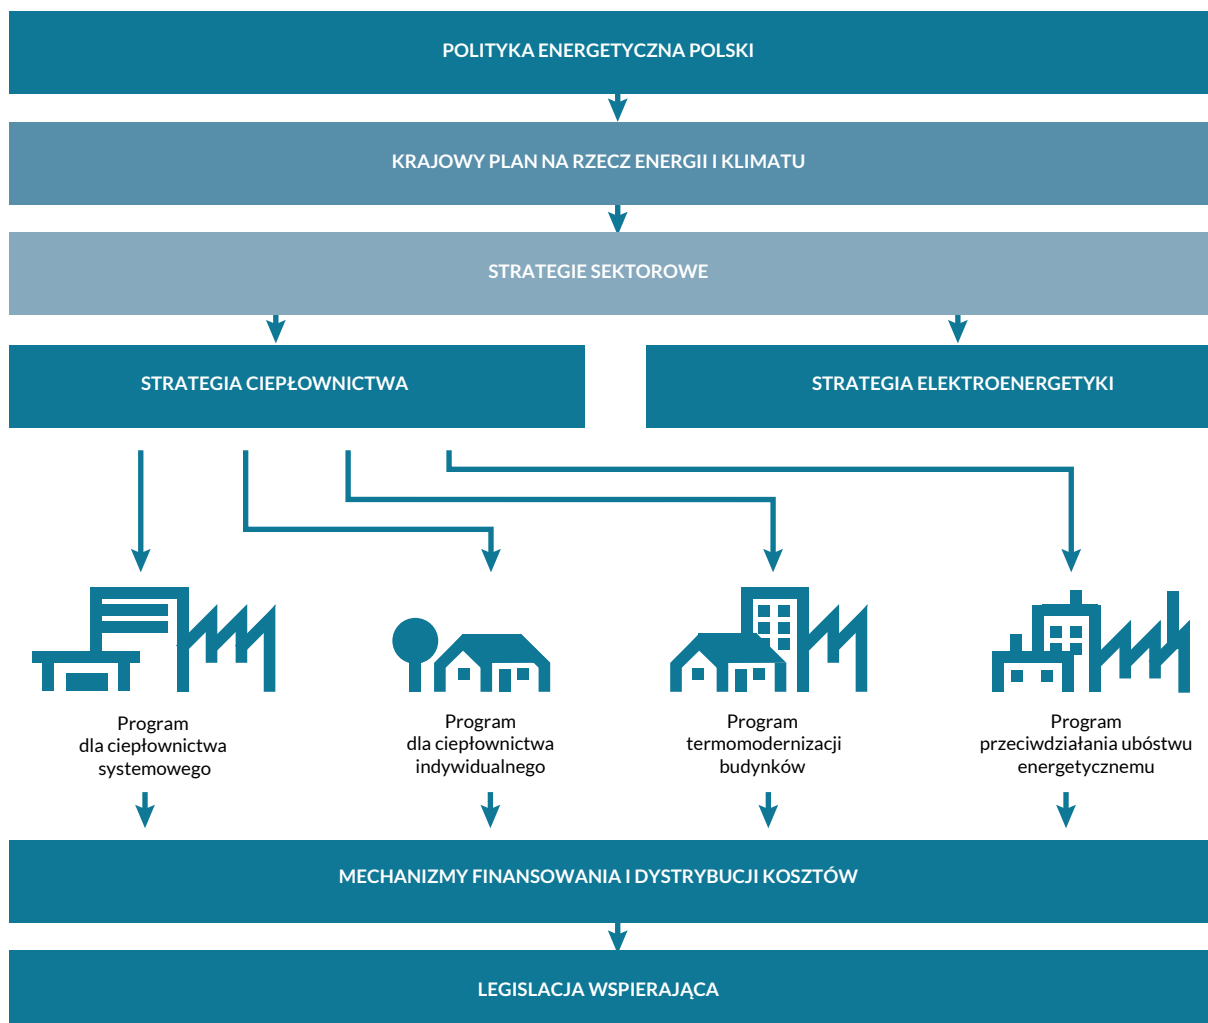 POLITYKA ENERGETYCZNA POLSKI
KRAJOWY PLAN NA RZECZ ENERGII I KLIMATU
STRATEGIE SEKTOROWE
STRATEGIA CIEPŁOWNICTWA
STRATEGIA ELEKTROENERGETYKI
Program
dla ciepłownictwa
systemowego
Program
dla ciepłownictwa
indywidualnego
Program
termomodernizacji
budynków
Program
przeciwdziałania ubóstwu
energetycznemu
MECHANIZMY FINANSOWANIA I DYSTRYBUCJI KOSZTÓW
LEGISLACJA WSPIERAJĄCA